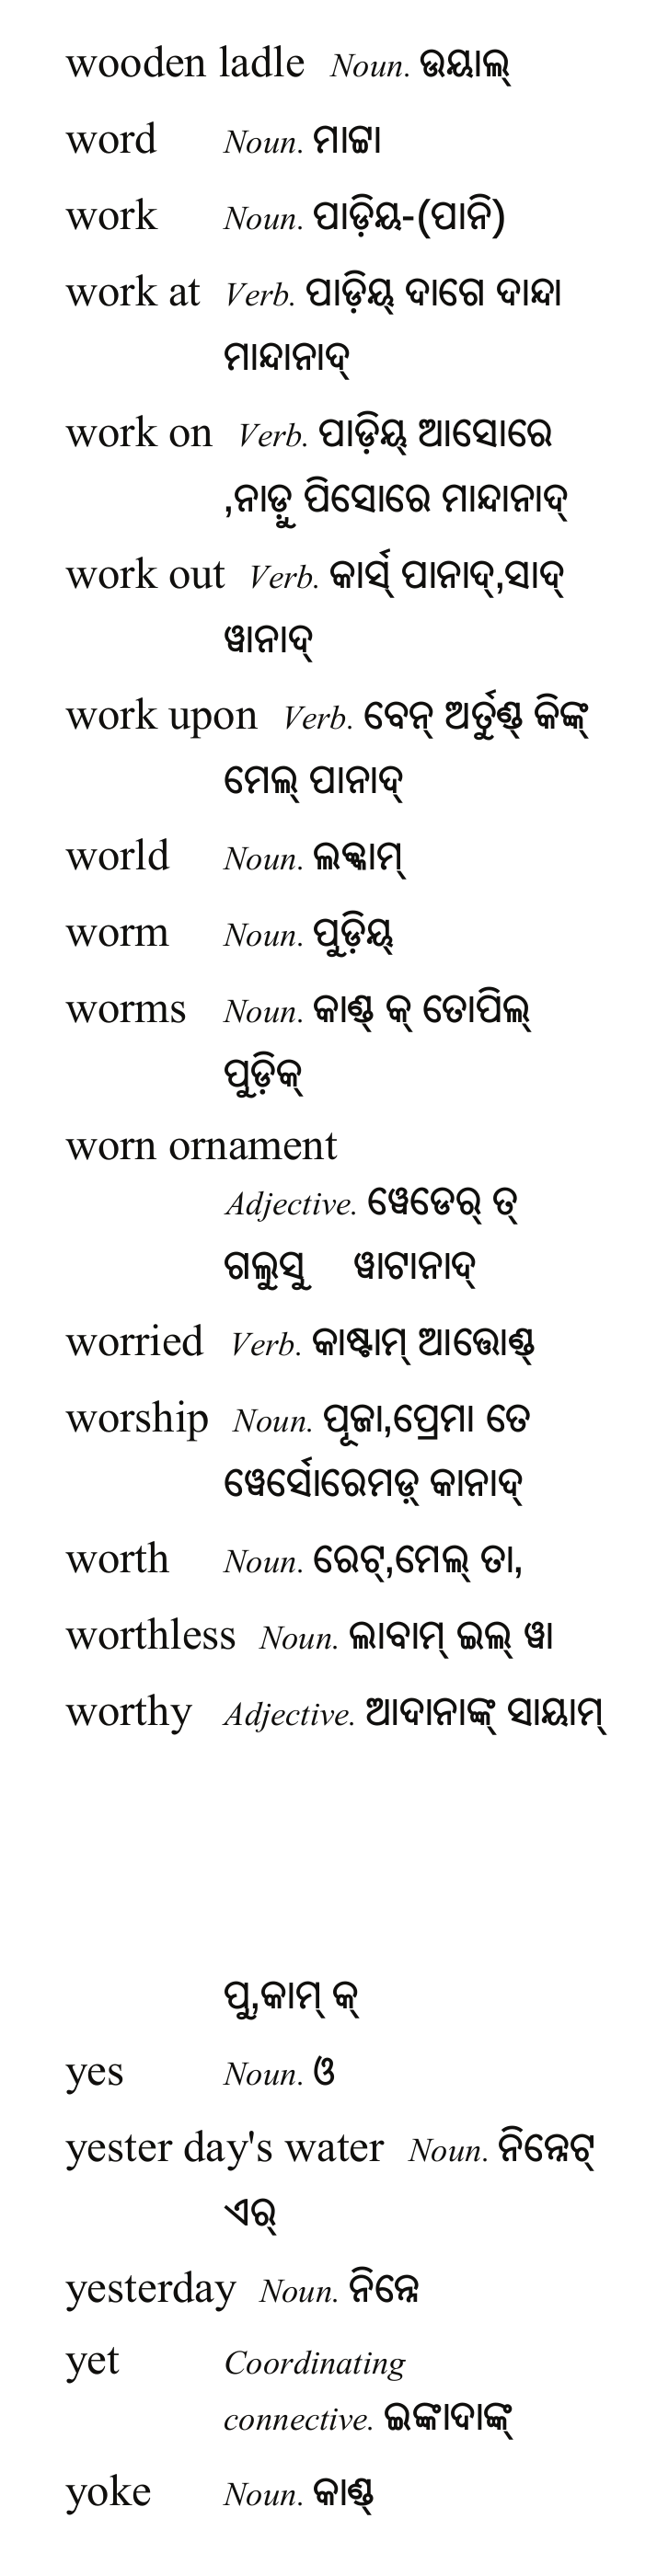 wooden ladle Noun. ଉୟାଲ୍
word Noun. ମାଟ୍ଟା
work Noun. ପାଡ଼ିୟ-(ପାନି)
work at Verb. ପାଡ଼ିୟ୍ ଦାଗେ ଦାନ୍ଦା
ମାନ୍ଦାନାଦ୍
work on Verb. ପାଡ଼ିୟ୍ ଆସୋରେ
,ନାଡ଼ୁ ପିସୋରେ ମାନ୍ଦାନାଦ୍
work out Verb. କାର୍ସ୍ ପାନାଦ୍,ସାଦ୍
ୱାନାଦ୍
work upon Verb. ବେନ୍ ଅର୍ତୁଣ୍ଡ୍ କିଙ୍କ୍
ମେଲ୍ ପାନାଦ୍
world Noun. ଲକ୍କାମ୍
worm Noun. ପୁଡ଼ିୟ୍
worms Noun. କାଣ୍ଡ୍ କ୍ ତୋପିଲ୍
ପୁଡ଼ିକ୍
worn ornament
Adjective. ୱେଡେର୍ ତ୍
ଗଲୁସୁ ୱାଟାନାଦ୍
worried Verb. କାଷ୍ଟାମ୍ ଆତ୍ତୋଣ୍ଡ୍
worship Noun. ପୂଜା,ପ୍ରେମା ତେ
ୱେର୍ସୋରେମଡ଼୍ କାନାଦ୍
worth Noun. ରେଟ୍,ମେଲ୍ ତା,
worthless Noun. ଲାବାମ୍ ଇଲ୍ ୱା
worthy Adjective. ଆଦାନାଙ୍କ୍ ସାୟାମ୍
ପୁ,କାମ୍ କ୍
yes Noun. ଓ
yester day's water Noun. ନିନ୍ନେଟ୍
ଏର୍
yesterday Noun. ନିନ୍ନେ
yet Coordinating
connective. ଇଙ୍କାଦାଙ୍କ୍
yoke Noun. କାଣ୍ଡ୍